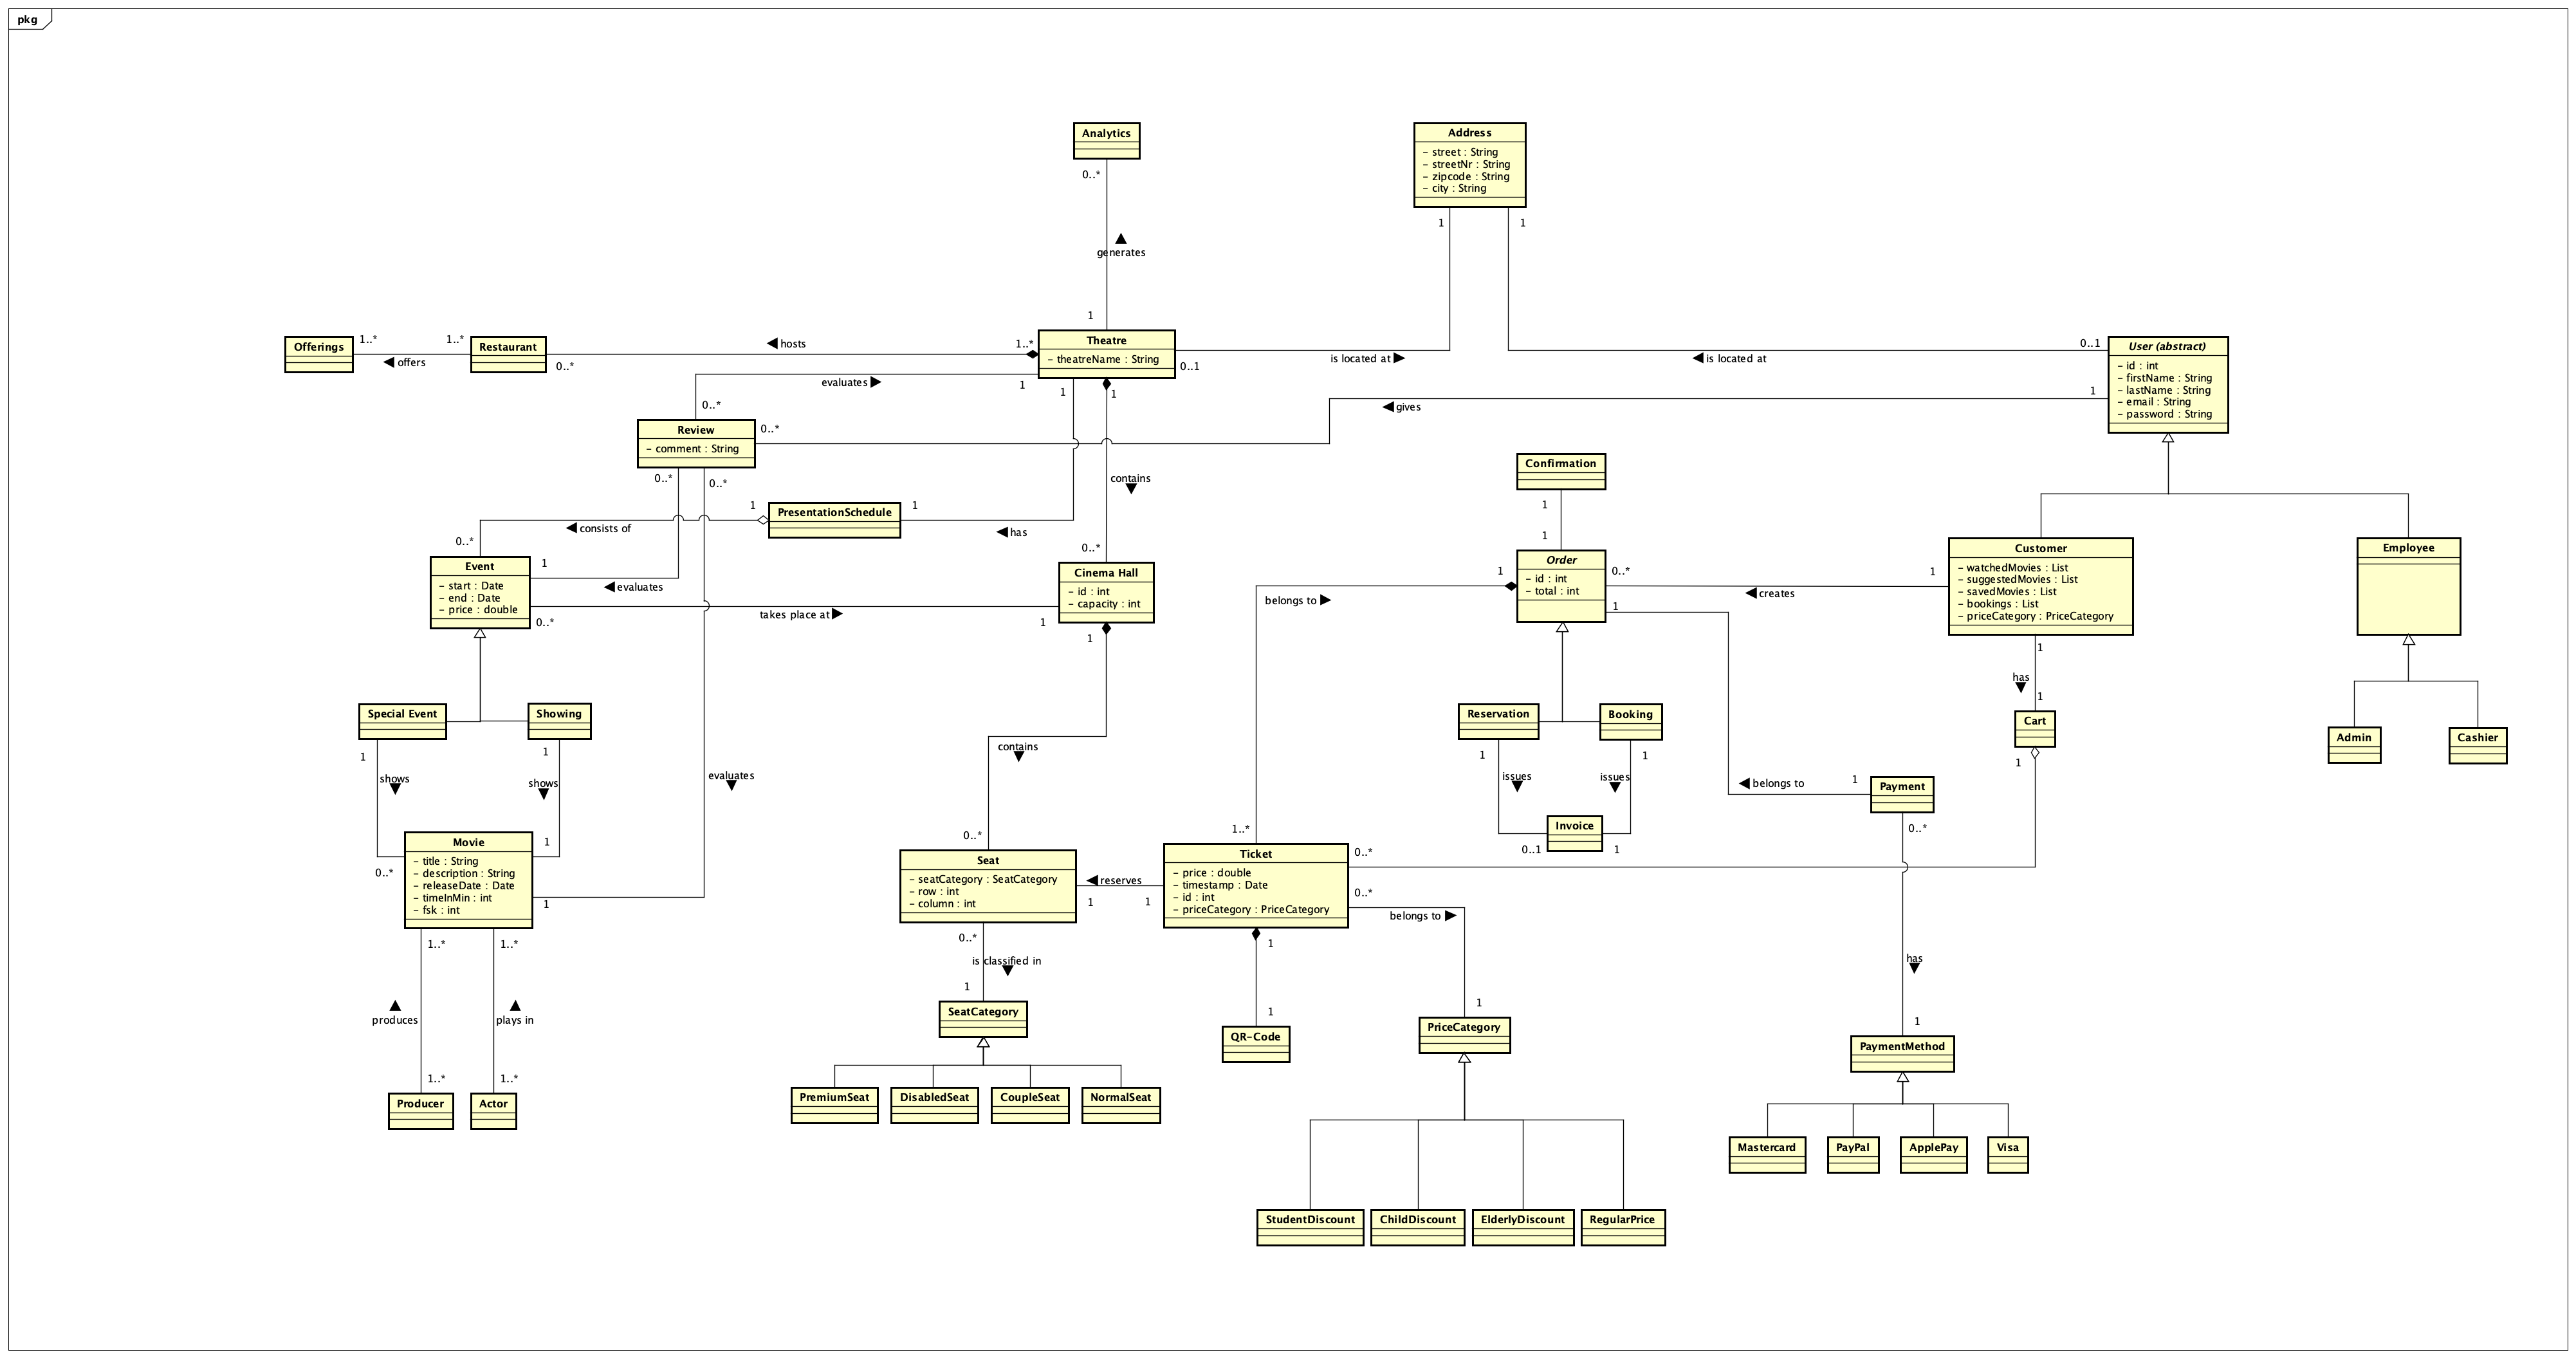 pkg
Analytics
0..*
▲
generates
1
Address
- street : String
- streetNr : String
- zipcode : String
- city : String
1
1
Offerings
1..*
◀ offers
1..*
Restaurant
0..*
◀ hosts
1..*
Theatre
- theatreName : String
0..1
is located at ▶
◀ is located at
0..1
User (abstract)
- id : int
- firstName : String
- lastName : String
- email : String
- password : String
1
◀ gives
evaluates ▶
1
1
1
0..*
Review
- comment : String
0..*
0..*
0..*
contains
▼
Confirmation
1
1
1
PresentationSchedule
1
◀ consists of
◀ has
0..*
0..*
Event
- start : Date
- end : Date
- price : double
1
◀ evaluates
0..*
takes place at ▶
1
Cinema Hall
- id : int
- capacity : int
1
1
belongs to ▶
Order
- id : int
- total : int
0..*
1
◀ creates
1
Customer
- watchedMovies : List
- suggestedMovies : List
- savedMovies : List
- bookings : List
- priceCategory : PriceCategory
Employee
1
has
▼
1
Special Event
Showing
1
shows
▼
1
shows
▼
evaluates
▼
contains
▼
Reservation
Booking
1
issues
▼
1
issues
▼
Cart
1
Admin
Cashier
◀ belongs to
1
Payment
0..*
Invoice
0..1
1
Movie
- title : String
- description : String
- releaseDate : Date
- timeInMin : int
- fsk : int
1
0..*
1
0..*
Seat
- seatCategory : SeatCategory
- row : int
- column : int
◀ reserves
1
1
1..*
Ticket
- price : double
- timestamp : Date
- id : int
- priceCategory : PriceCategory
0..*
0..*
belongs to ▶
1..*
1..*
0..*
is classified in
▼
1
1
has
▼
▲
produces
▲
plays in
1
1
1
SeatCategory
QR-Code
PriceCategory
PaymentMethod
1..*
1..*
Producer
Actor
PremiumSeat
DisabledSeat
CoupleSeat
NormalSeat
Mastercard
PayPal
ApplePay
Visa
StudentDiscount
ChildDiscount
ElderlyDiscount
RegularPrice